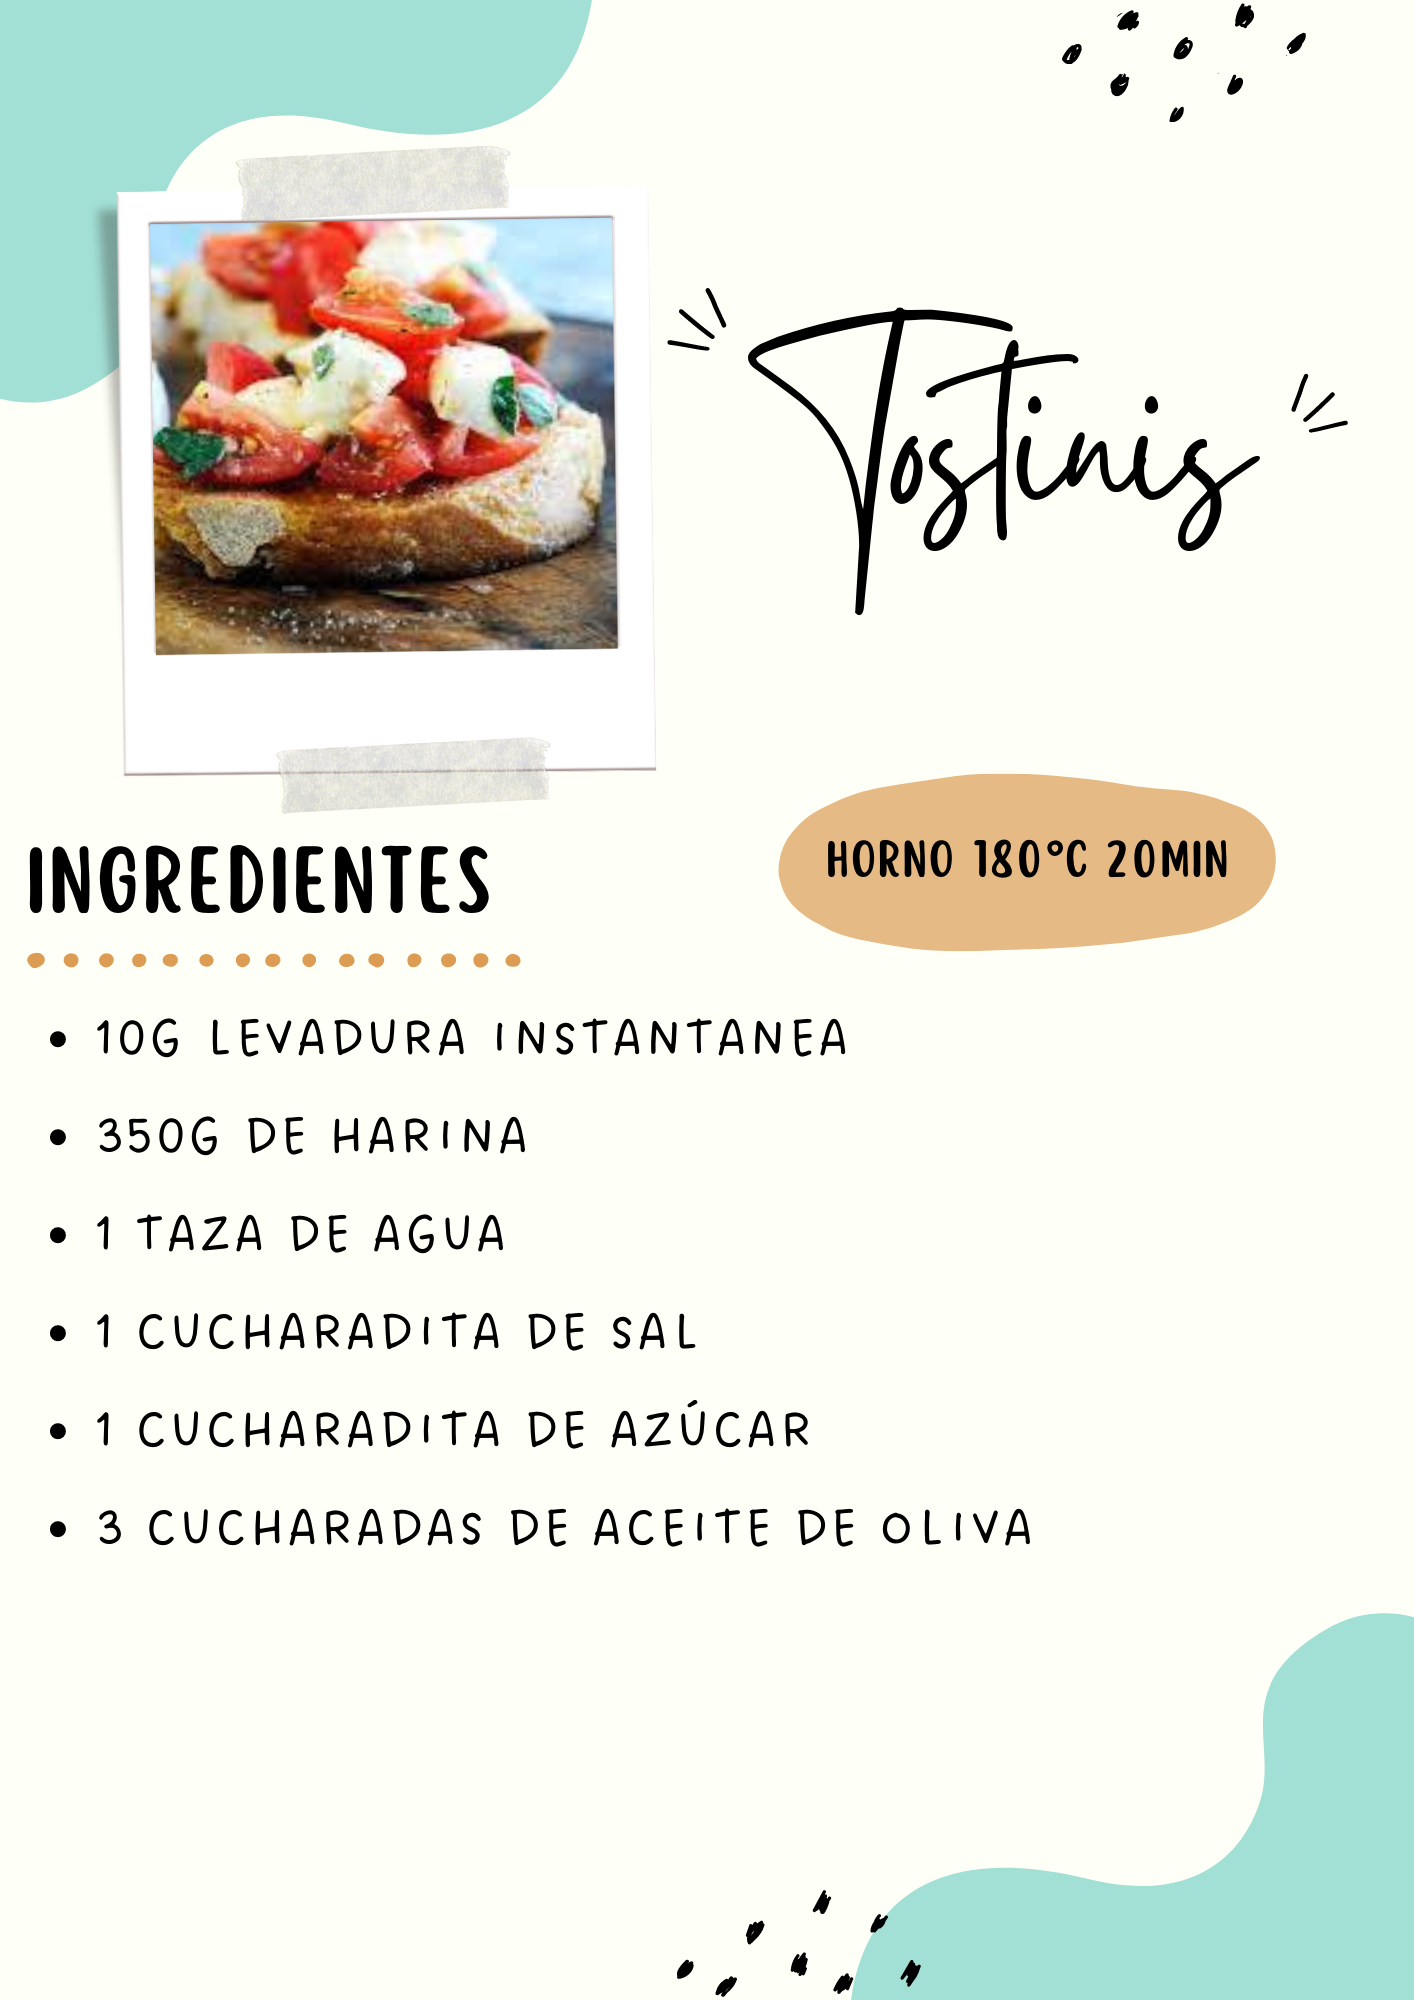 Tostinis
HORNO 180°C 20MIN
INGREDIENTES
• 10G LEVADURA INSTANTANEA
• 350G DE HARINA
• 1 TAZA DE AGUA
• 1 CUCHARADITA DE SAL
• 1 CUCHARADITA DE AZÚCAR
• 3 CUCHARADAS DE ACEITE DE OLIVA